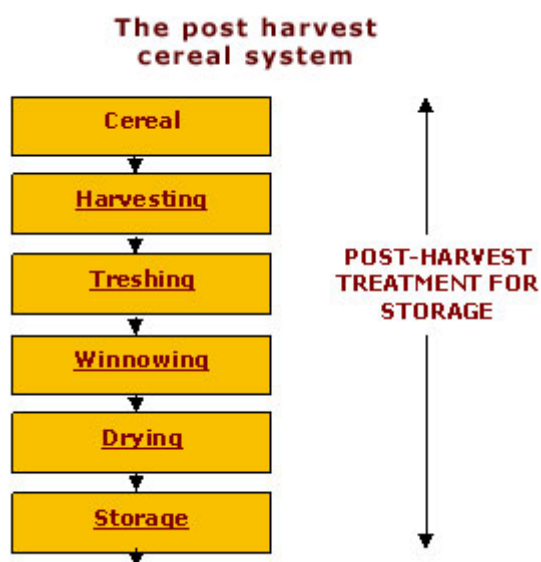 The post harvest
cereal system
Cereal
Harvesting
Treshing
Winnowing
Drying
Storage
POST-HARVEST
TREATMENT FOR
STORAGE